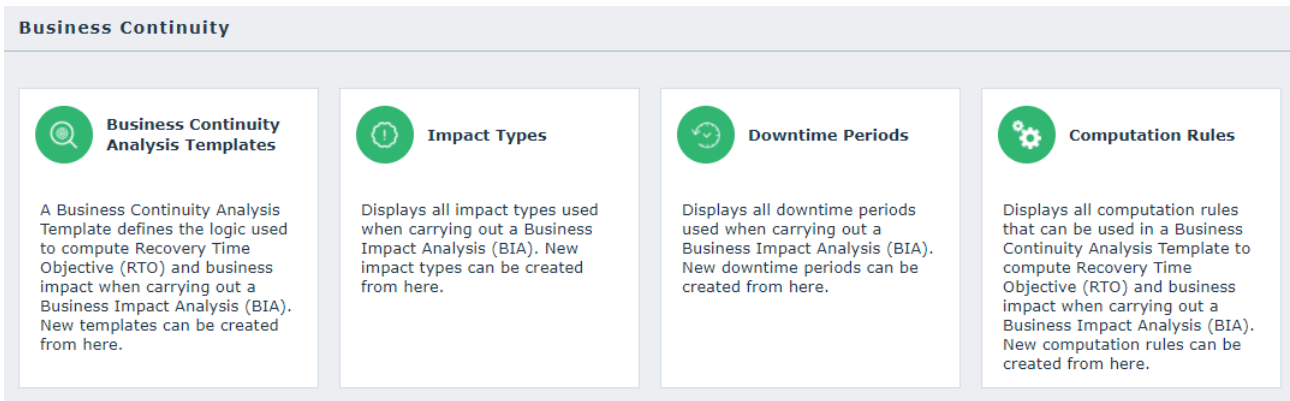 Business Continuity
Business Continuity
Analysis Templates
A Business Continuity Analysis
Template defines the logic used
to compute Recovery Time
Objective (RTO) and business
impact when carrying out a
Business Impact Analysis (BIA).
New templates can be created
from here.
Impact Types
Displays all impact types used
when carrying out a Business
Impact Analysis (BIA). New
impact types can be created
from here.
Downtime Periods
Displays all downtime periods
used when carrying out a
Business Impact Analysis (BIA).
New downtime periods can be
created from here.
Computation Rules
Displays all computation rules
that can be used in a Business
Continuity Analysis Template to
compute Recovery Time
Objective (RTO) and business
impact when carrying out a
Business Impact Analysis (BIA).
New computation rules can be
created from here.